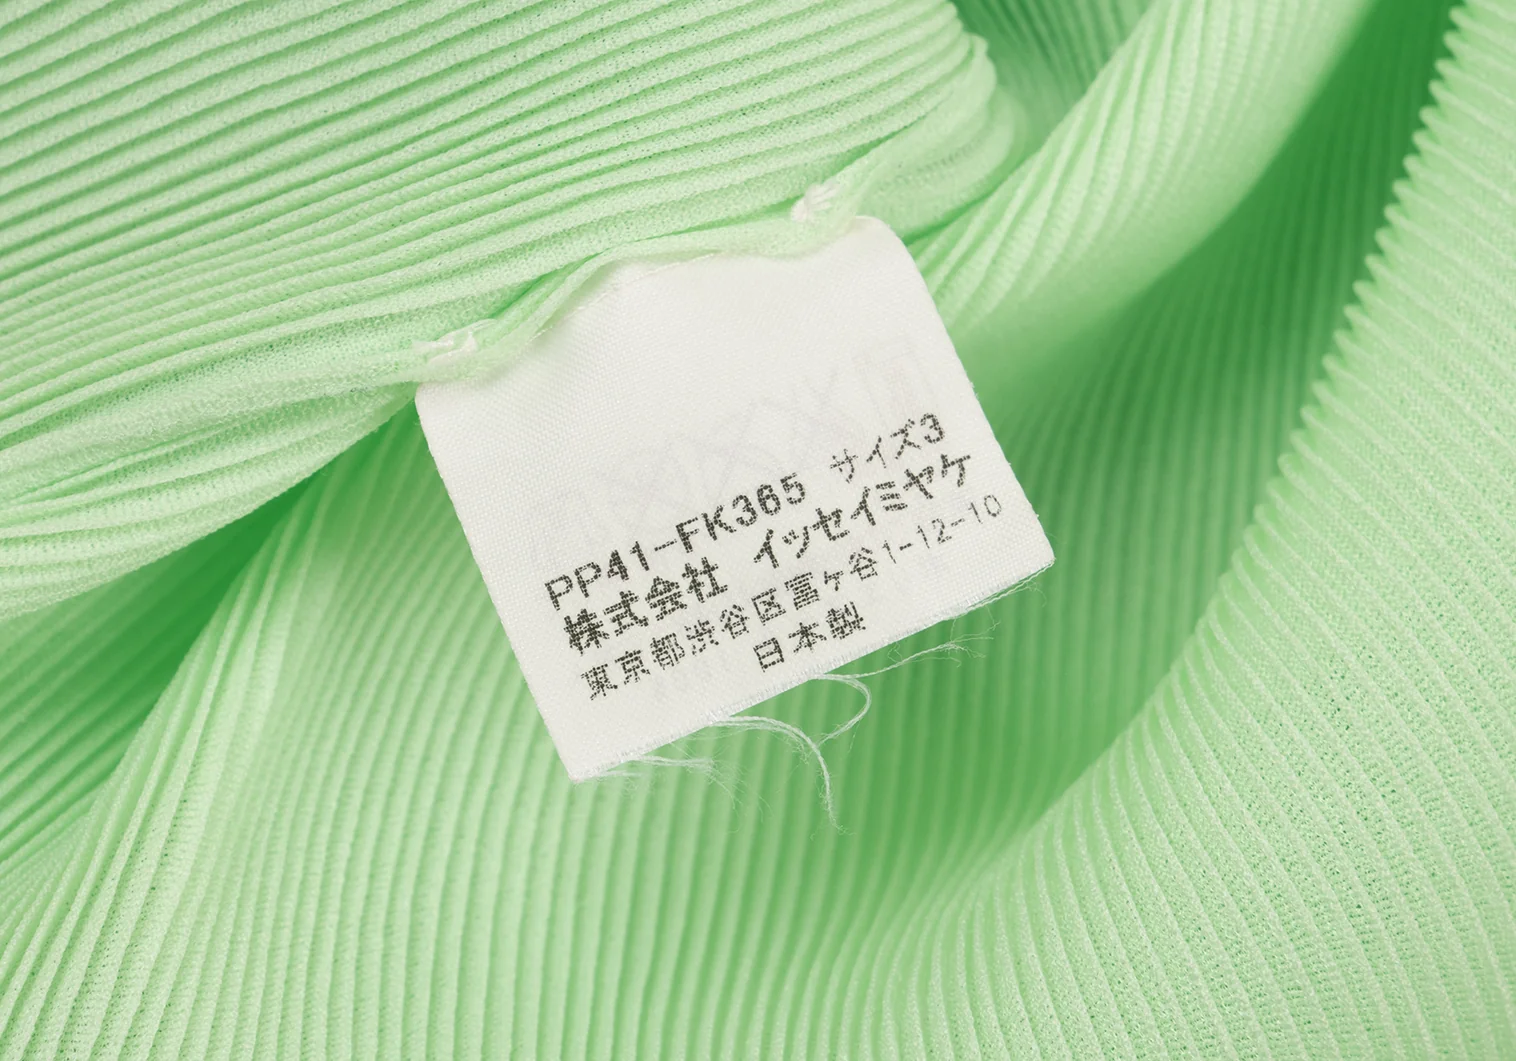 PP41-FK365 サイズ3
株式会社 イッセイミヤケ
東京都渋谷区富ヶ谷1-12-10
日本製